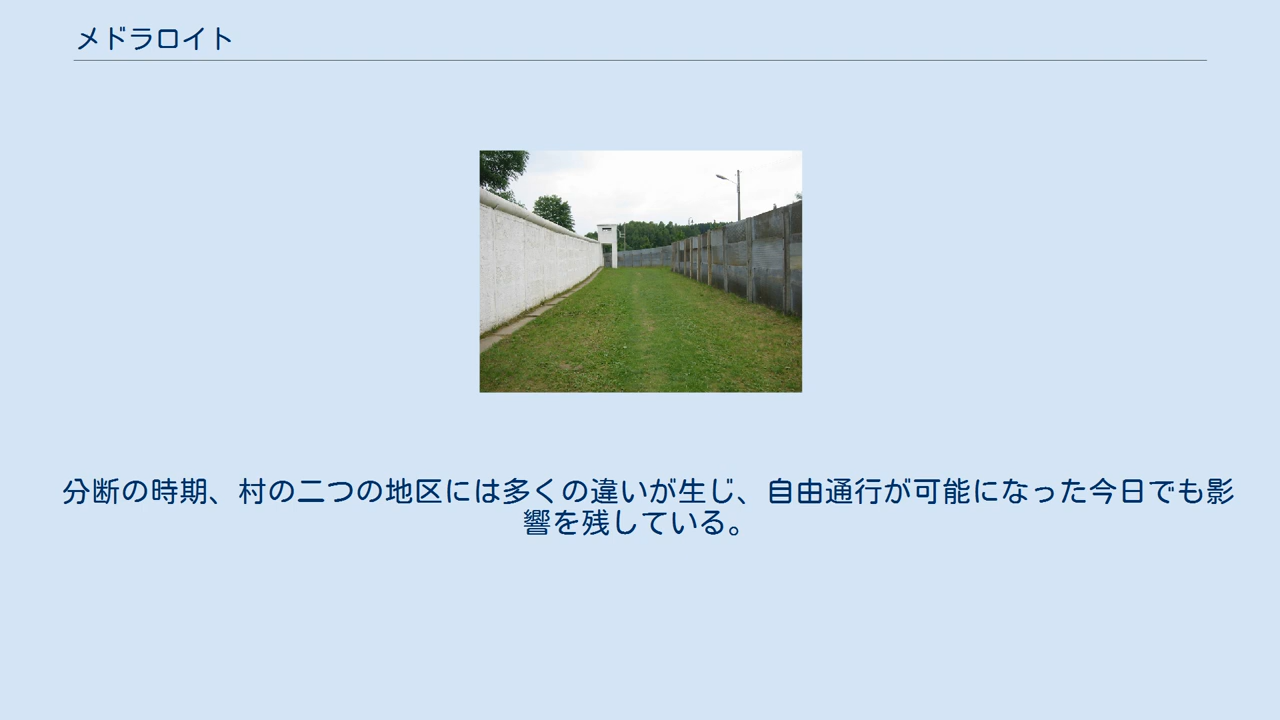 メドラロイト
分断の時期、村の二つの地区には多くの違いが生じ、自由通行が可能になった今日でも影
響を残している。